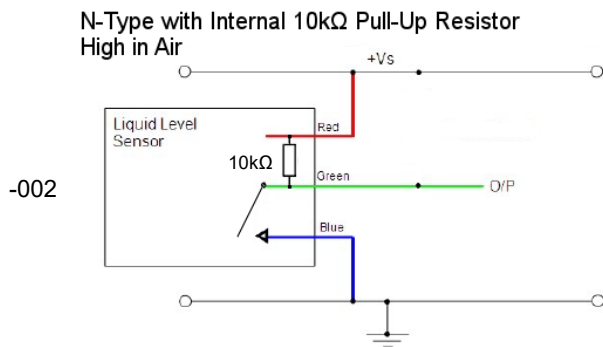 N-Type with Internal 10kΩ Pull-Up Resistor
High in Air
+Vs
Liquid Level
Sensor
Red
10kΩ
-002
Green
O/P
Blue